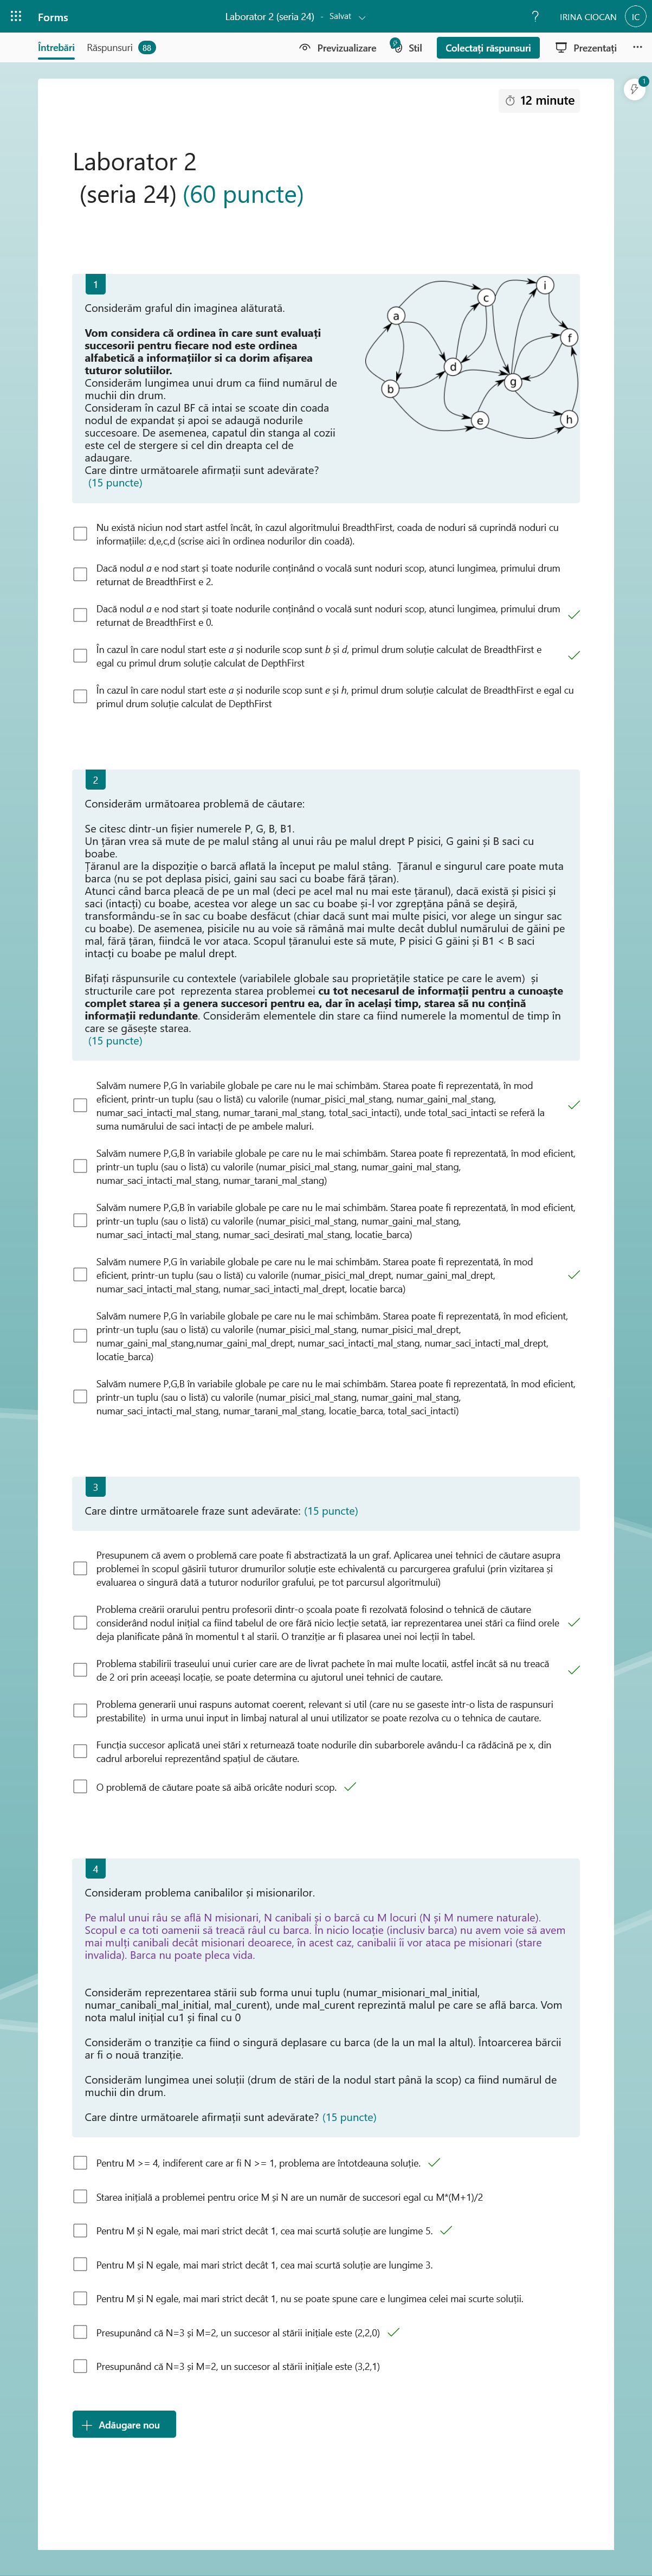 Forms
Laborator 2 (seria 24) - Salvat
?
IRINA CIOCAN
IC
Întrebări
Răspunsuri
88
Previzualizare
Stil
Colectați răspunsuri
Prezentați
1
12 minute
Laborator 2
(seria 24) (60 puncte)
1
Considerăm graful din imaginea alăturată.
Vom considera că ordinea în care sunt evaluați
succesorii pentru fiecare nod este ordinea
alfabetică a informațiilor si ca dorim afișarea
tuturor solutiilor.
Considerăm lungimea unui drum ca fiind numărul de
muchii din drum.
Consideram în cazul BF că intai se scoate din coada
nodul de expandat și apoi se adaugă nodurile
succesoare. De asemenea, capatul din stanga al cozii
este cel de stergere si cel din dreapta cel de
adaugare.
Care dintre următoarele afirmații sunt adevărate?
(15 puncte)
a
c
i
f
d
g
b
e
h
Nu există niciun nod start astfel încât, în cazul algoritmului BreadthFirst, coada de noduri să cuprindă noduri cu
informațiile: d,e,c,d (scrise aici în ordinea nodurilor din coadă).
Dacă nodul a e nod start și toate nodurile conținând o vocală sunt noduri scop, atunci lungimea, primului drum
returnat de BreadthFirst e 2.
Dacă nodul a e nod start și toate nodurile conținând o vocală sunt noduri scop, atunci lungimea, primului drum
returnat de BreadthFirst e 0.
În cazul în care nodul start este a și nodurile scop sunt b și d, primul drum soluție calculat de BreadthFirst e
egal cu primul drum soluție calculat de DepthFirst
În cazul în care nodul start este a și nodurile scop sunt e și h, primul drum soluție calculat de BreadthFirst e egal cu
primul drum soluție calculat de DepthFirst
2
Considerăm următoarea problemă de căutare:
Se citesc dintr-un fișier numerele P, G, B, B1.
Un țăran vrea să mute de pe malul stâng al unui râu pe malul drept P pisici, G gaini și B saci cu
boabe.
Țăranul are la dispoziție o barcă aflată la început pe malul stâng.  Țăranul e singurul care poate muta
barca (nu se pot deplasa pisici, gaini sau saci cu boabe fără țăran).
Atunci când barca pleacă de pe un mal (deci pe acel mal nu mai este țăranul), dacă există și pisici și
saci (intacți) cu boabe, acestea vor alege un sac cu boabe și-l vor zgrepțăna până se deșiră,
transformându-se în sac cu boabe desfăcut (chiar dacă sunt mai multe pisici, vor alege un singur sac
cu boabe). De asemenea, pisicile nu au voie să rămână mai multe decât dublul numărului de găini pe
mal, fără țăran, fiindcă le vor ataca. Scopul țăranului este să mute, P pisici G găini și B1 < B saci
intacți cu boabe pe malul drept.
Bifați răspunsurile cu contextele (variabilele globale sau proprietățile statice pe care le avem)  și
structurile care pot  reprezenta starea problemei cu tot necesarul de informații pentru a cunoaște
complet starea și a genera succesori pentru ea, dar în același timp, starea să nu conțină
informații redundante. Considerăm elementele din stare ca fiind numerele la momentul de timp în
care se găsește starea.
(15 puncte)
Salvăm numere P,G în variabile globale pe care nu le mai schimbăm. Starea poate fi reprezentată, în mod
eficient, printr-un tuplu (sau o listă) cu valorile (numar_pisici_mal_stang, numar_gaini_mal_stang,
numar_saci_intacti_mal_stang, numar_tarani_mal_stang, total_saci_intacti), unde total_saci_intacti se referă la
suma numărului de saci intacți de pe ambele maluri.
Salvăm numere P,G,B în variabile globale pe care nu le mai schimbăm. Starea poate fi reprezentată, în mod eficient,
printr-un tuplu (sau o listă) cu valorile (numar_pisici_mal_stang, numar_gaini_mal_stang,
numar_saci_intacti_mal_stang, numar_tarani_mal_stang)
Salvăm numere P,G,B în variabile globale pe care nu le mai schimbăm. Starea poate fi reprezentată, în mod eficient,
printr-un tuplu (sau o listă) cu valorile (numar_pisici_mal_stang, numar_gaini_mal_stang,
numar_saci_intacti_mal_stang, numar_saci_desirati_mal_stang, locatie_barca)
Salvăm numere P,G în variabile globale pe care nu le mai schimbăm. Starea poate fi reprezentată, în mod
eficient, printr-un tuplu (sau o listă) cu valorile (numar_pisici_mal_drept, numar_gaini_mal_drept,
numar_saci_intacti_mal_stang, numar_saci_intacti_mal_drept, locatie barca)
Salvăm numere P,G în variabile globale pe care nu le mai schimbăm. Starea poate fi reprezentată, în mod eficient,
printr-un tuplu (sau o listă) cu valorile (numar_pisici_mal_stang, numar_pisici_mal_drept,
numar_gaini_mal_stang,numar_gaini_mal_drept, numar_saci_intacti_mal_stang, numar_saci_intacti_mal_drept,
locatie_barca)
Salvăm numere P,G,B în variabile globale pe care nu le mai schimbăm. Starea poate fi reprezentată, în mod eficient,
printr-un tuplu (sau o listă) cu valorile (numar_pisici_mal_stang, numar_gaini_mal_stang,
numar_saci_intacti_mal_stang, numar_tarani_mal_stang, locatie_barca, total_saci_intacti)
3
Care dintre următoarele fraze sunt adevărate: (15 puncte)
Presupunem că avem o problemă care poate fi abstractizată la un graf. Aplicarea unei tehnici de căutare asupra
problemei în scopul găsirii tuturor drumurilor soluție este echivalentă cu parcurgerea grafului (prin vizitarea și
evaluarea o singură dată a tuturor nodurilor grafului, pe tot parcursul algoritmului)
Problema creării orarului pentru profesorii dintr-o școala poate fi rezolvată folosind o tehnică de căutare
considerând nodul inițial ca fiind tabelul de ore fără nicio lecție setată, iar reprezentarea unei stări ca fiind orele
deja planificate până în momentul t al starii. O tranziție ar fi plasarea unei noi lecții în tabel.
Problema stabilirii traseului unui curier care are de livrat pachete în mai multe locatii, astfel incât să nu treacă
de 2 ori prin aceeași locație, se poate determina cu ajutorul unei tehnici de cautare.
Problema generarii unui raspuns automat coerent, relevant si util (care nu se gaseste intr-o lista de raspunsuri
prestabilite)  in urma unui input in limbaj natural al unui utilizator se poate rezolva cu o tehnica de cautare.
Funcția succesor aplicată unei stări x returnează toate nodurile din subarborele avându-l ca rădăcină pe x, din
cadrul arborelui reprezentând spațiul de căutare.
O problemă de căutare poate să aibă oricâte noduri scop.
4
Consideram problema canibalilor și misionarilor.
Pe malul unui râu se află N misionari, N canibali și o barcă cu M locuri (N și M numere naturale).
Scopul e ca toti oamenii să treacă râul cu barca. În nicio locație (inclusiv barca) nu avem voie să avem
mai mulți canibali decât misionari deoarece, în acest caz, canibalii îi vor ataca pe misionari (stare
invalida). Barca nu poate pleca vida.
Considerăm reprezentarea stării sub forma unui tuplu (numar_misionari_mal_initial,
numar_canibali_mal_initial, mal_curent), unde mal_curent reprezintă malul pe care se află barca. Vom
nota malul inițial cu1 și final cu 0
Considerăm o tranziție ca fiind o singură deplasare cu barca (de la un mal la altul). Întoarcerea bărcii
ar fi o nouă tranziție.
Considerăm lungimea unei soluții (drum de stări de la nodul start până la scop) ca fiind numărul de
muchii din drum.
Care dintre următoarele afirmații sunt adevărate? (15 puncte)
Pentru M >= 4, indiferent care ar fi N >= 1, problema are întotdeauna soluție.
Starea inițială a problemei pentru orice M și N are un număr de succesori egal cu M*(M+1)/2
Pentru M și N egale, mai mari strict decât 1, cea mai scurtă soluție are lungime 5.
Pentru M și N egale, mai mari strict decât 1, cea mai scurtă soluție are lungime 3.
Pentru M și N egale, mai mari strict decât 1, nu se poate spune care e lungimea celei mai scurte soluții.
Presupunând că N=3 și M=2, un succesor al stării inițiale este (2,2,0)
Presupunând că N=3 și M=2, un succesor al stării inițiale este (3,2,1)
Adăugare nou